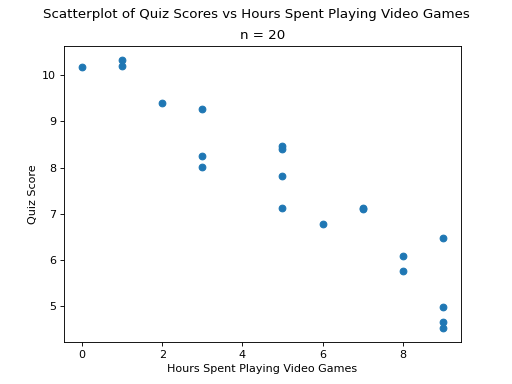 Scatterplot of Quiz Scores vs Hours Spent Playing Video Games
n = 20
10
9
8
7
6
5
Quiz Score
0 2 4 6 8
Hours Spent Playing Video Games